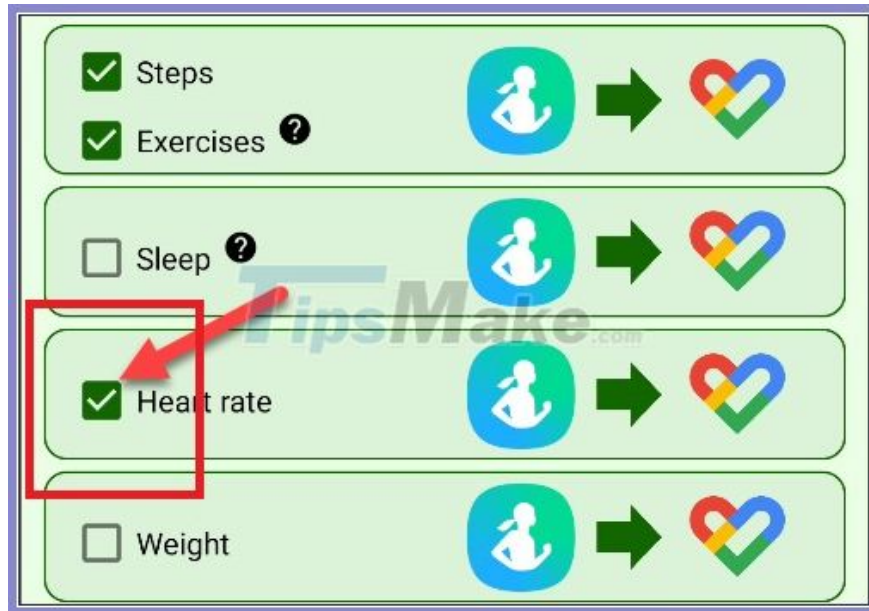 Steps
Exercises ?
Sleep ?
TipsMake.com
Heart rate
Weight